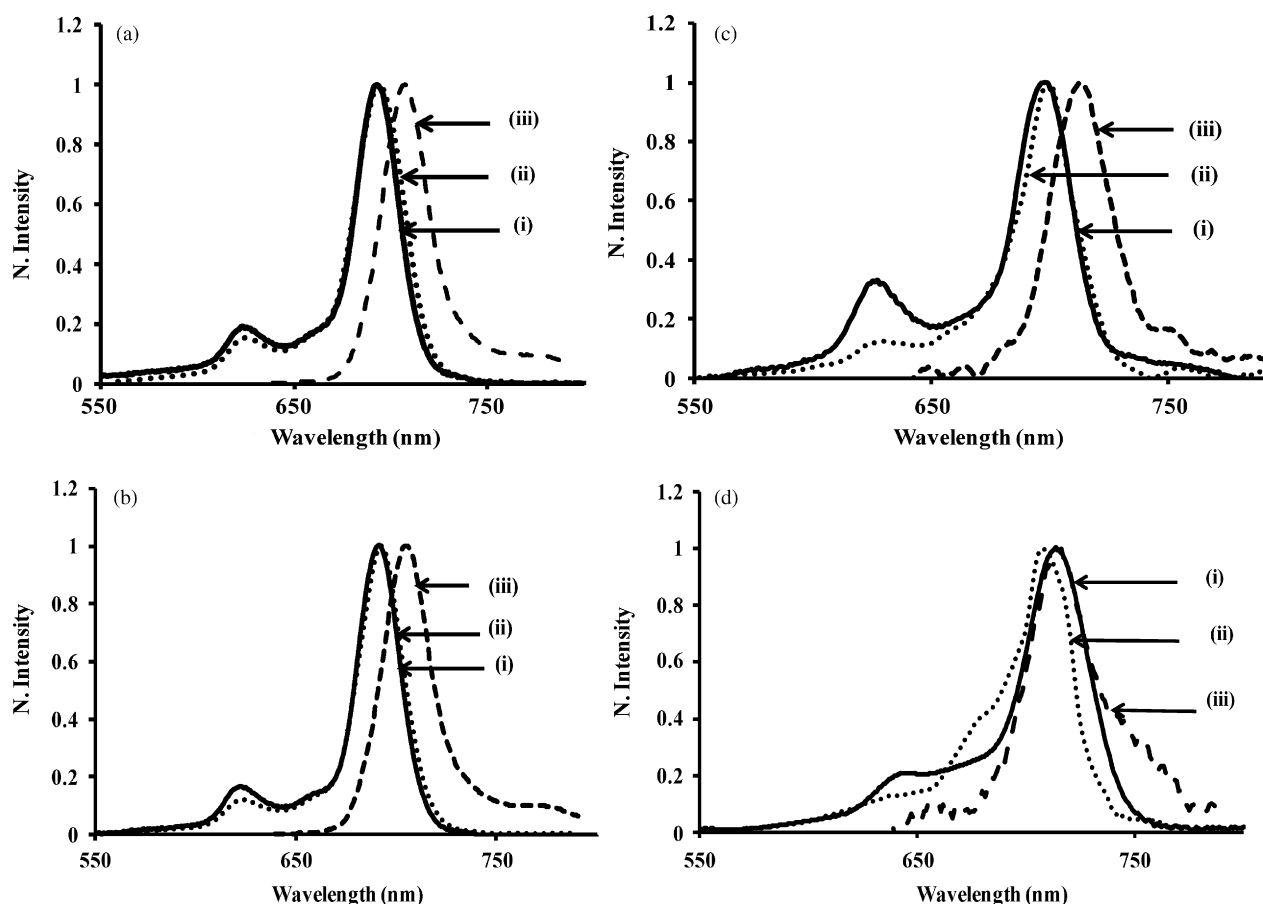 (a)
1.2
1
0.8
0.6
0.4
0.2
0
N. Intensity
(iii)
(ii)
(i)
550
650
750
Wavelength (nm)
(c)
1.2
1
0.8
0.6
0.4
0.2
0
N. Intensity
(iii)
(ii)
(i)
550
650
750
Wavelength (nm)
(b)
1.2
1
0.8
0.6
0.4
0.2
0
N. Intensity
(iii)
(ii)
(i)
550
650
750
Wavelength (nm)
(d)
1.2
1
0.8
0.6
0.4
0.2
0
N. Intensity
(i)
(ii)
(iii)
550
650
750
Wavelength (nm)